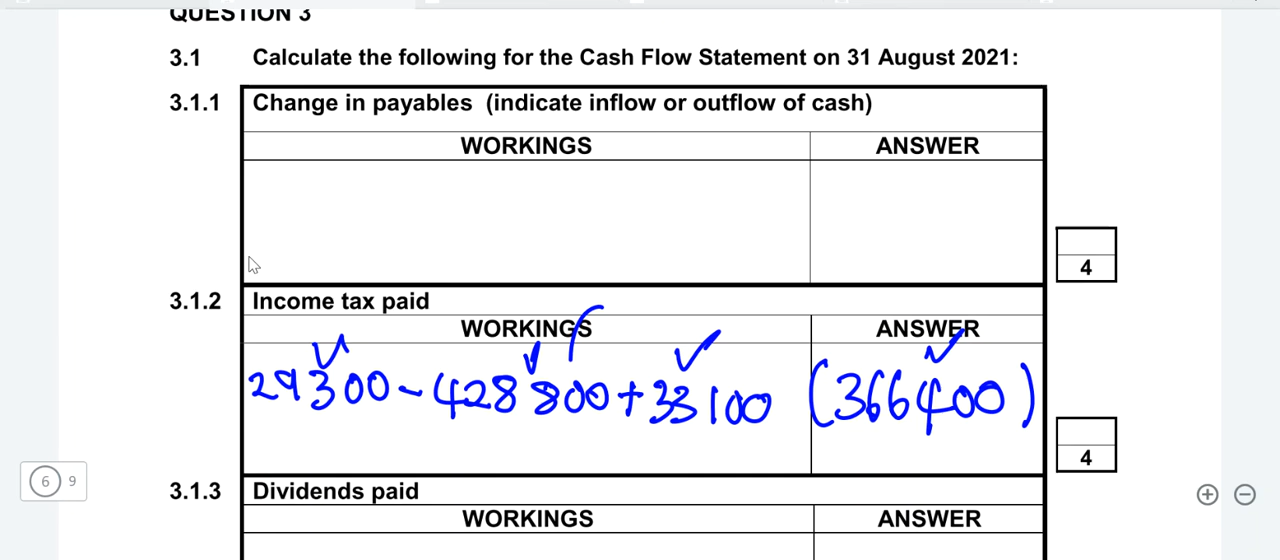 QUESTION 3
3.1 Calculate the following for the Cash Flow Statement on 31 August 2021:
3.1.1 Change in payables (indicate inflow or outflow of cash)
WORKINGS ANSWER
4
3.1.2 Income tax paid
WORKINGS ANSWER
29300 - 428 800 + 33 100 (366 400)
4
3.1.3 Dividends paid
WORKINGS ANSWER
6 9